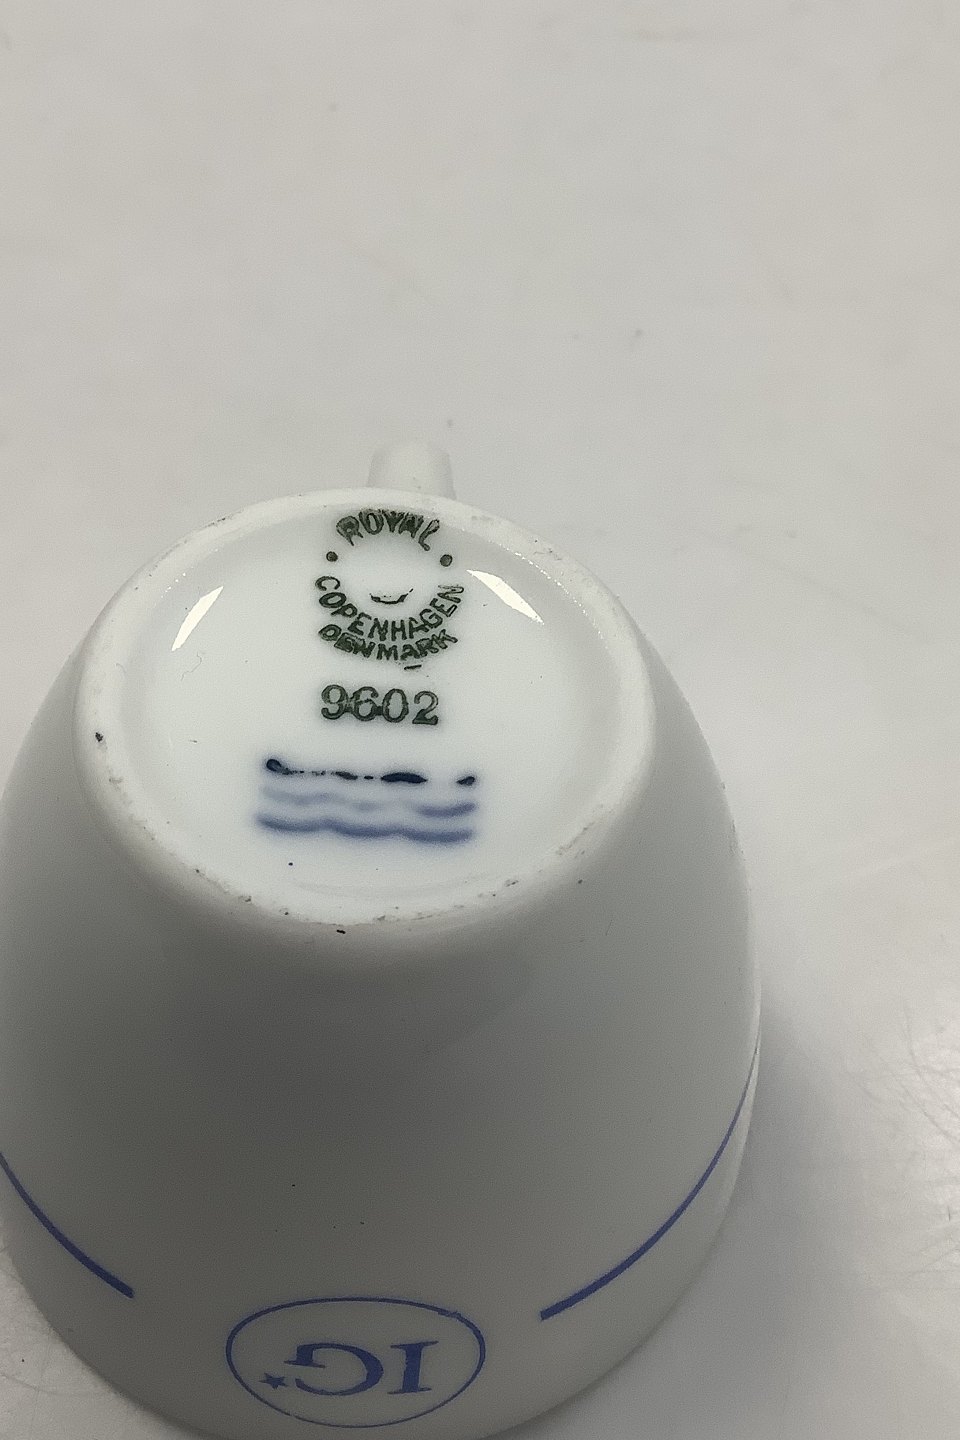 ROYAL
COPENHAGEN
DENMARK
9602
IG